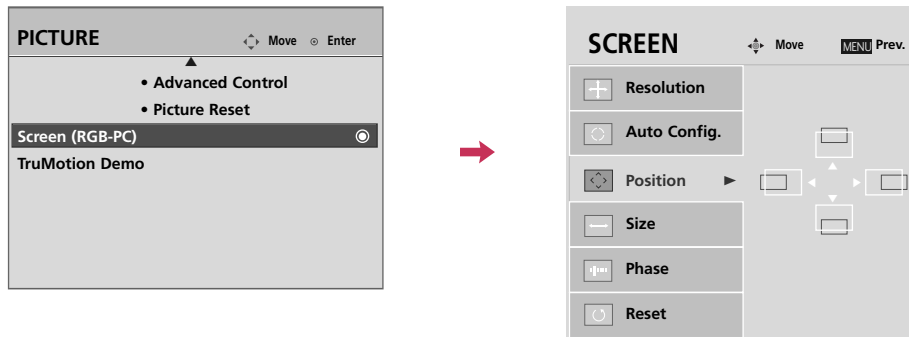 PICTURE
Move Enter
• Advanced Control
• Picture Reset
Screen (RGB-PC)
TruMotion Demo
SCREEN
Move MENU Prev.
Resolution
Auto Config.
Position
Size
Phase
Reset